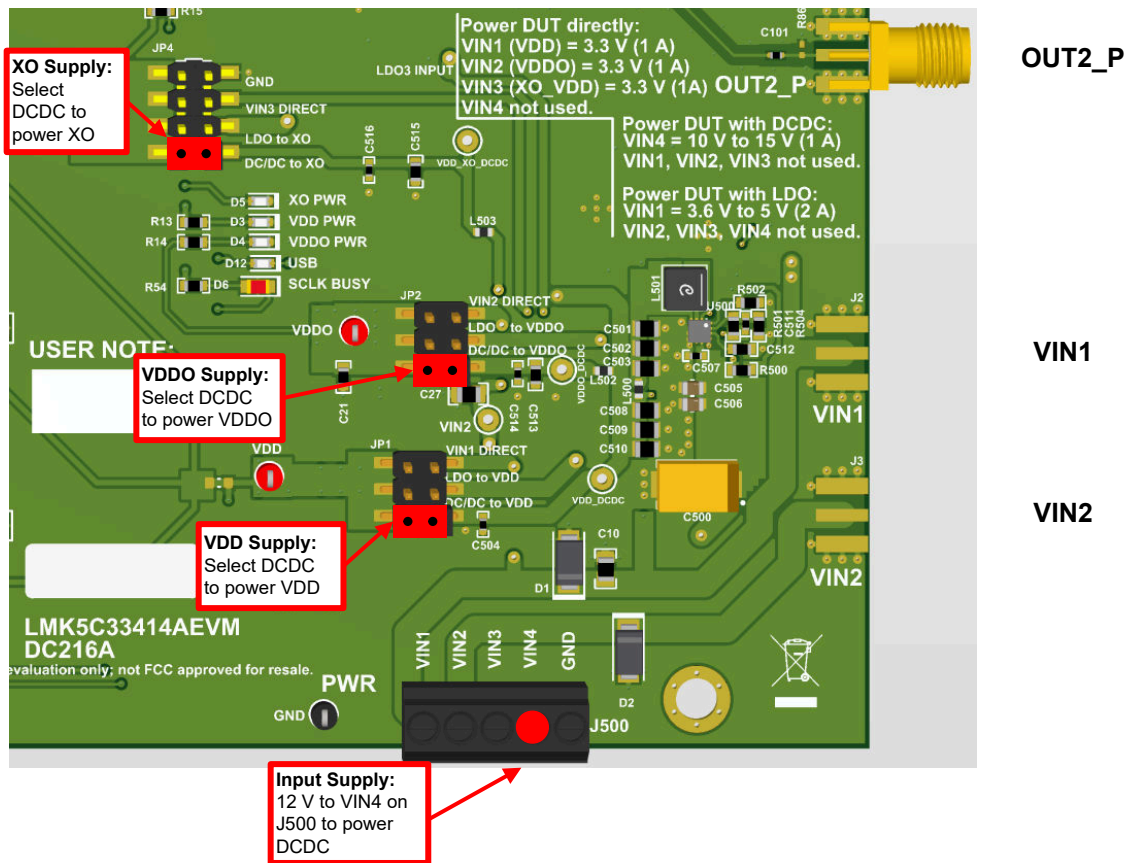 R15
JP4
XO Supply:
Select
DCDC to
power XO
GND
VIN3 DIRECT
LDO to XO
DC/DC to XO
LDO3 INPUT
Power DUT directly:
VIN1 (VDD) = 3.3 V (1 A)
VIN2 (VDDO) = 3.3 V (1 A)
VIN3 (XO_VDD) = 3.3 V (1A)
VIN4 not used.
OUT2_P
C101
R86
OUT2_P
Power DUT with DCDC:
VIN4 = 10 V to 15 V (1 A)
VIN1, VIN2, VIN3 not used.
Power DUT with LDO:
VIN1 = 3.6 V to 5 V (2 A)
VIN2, VIN3, VIN4 not used.
C516
C515
VDD_XO_DCDC
L503
D5
XO PWR
R13
D3
VDD PWR
R14
D4
VDDO PWR
D12
USB
R54
D6
SCLK BUSY
JP2
VIN2 DIRECT
LDO to VDDO
DC/DC to VDDO
VDDO
L501
U500
R502
R501
C511
R504
J2
C501
C502
C503
C507
C512
R500
VIN1
VIN1
USER NOTE:
VDDO Supply:
Select DCDC
to power VDDO
C21
C27
VIN2
C514
C513
VDDO_DCDC
L502
L500
C505
C506
C508
C509
C510
JP1
VIN1 DIRECT
LDO to VDD
DC/DC to VDD
VDD
VDD_DCDC
C500
J3
VIN2
VIN2
VDD Supply:
Select DCDC
to power VDD
C504
D1
C10
LMK5C33414AEVM
DC216A
evaluation only; not FCC approved for resale.
VIN1
VIN2
VIN3
VIN4
GND
D2
PWR
GND
J500
Input Supply:
12 V to VIN4 on
J500 to power
DCDC